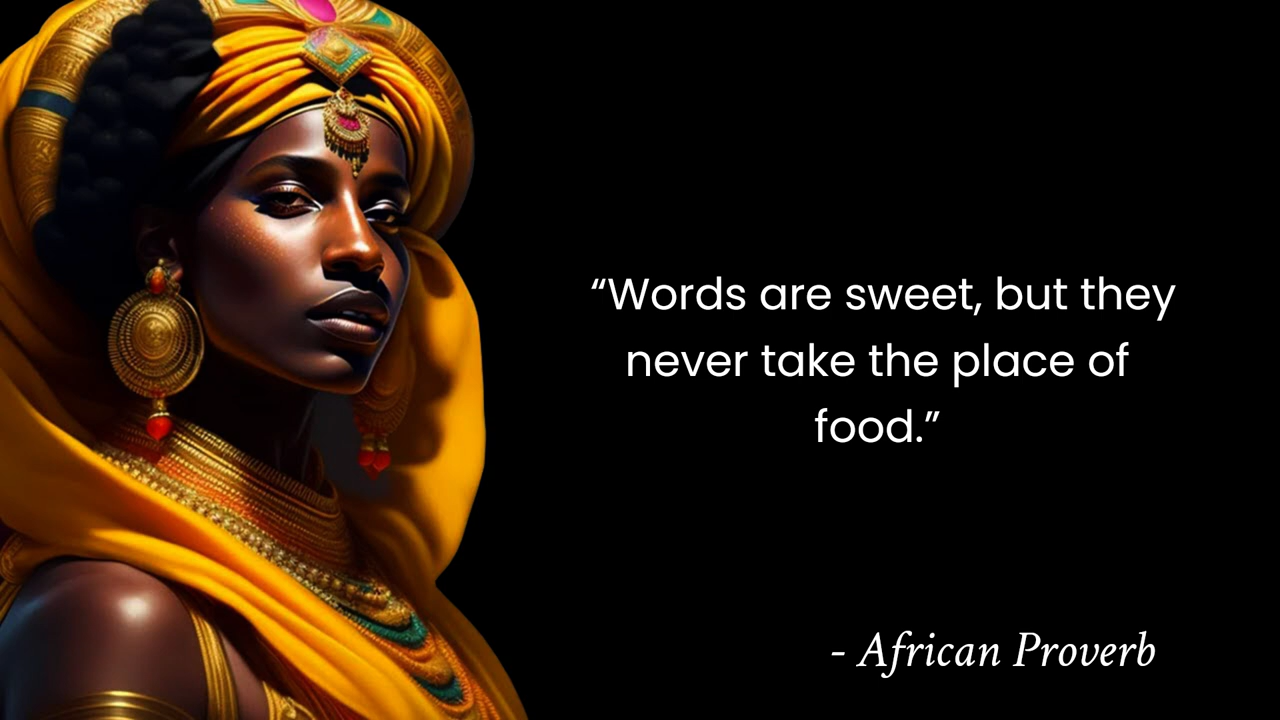 “Words are sweet, but they
never take the place of
food.”
- African Proverb